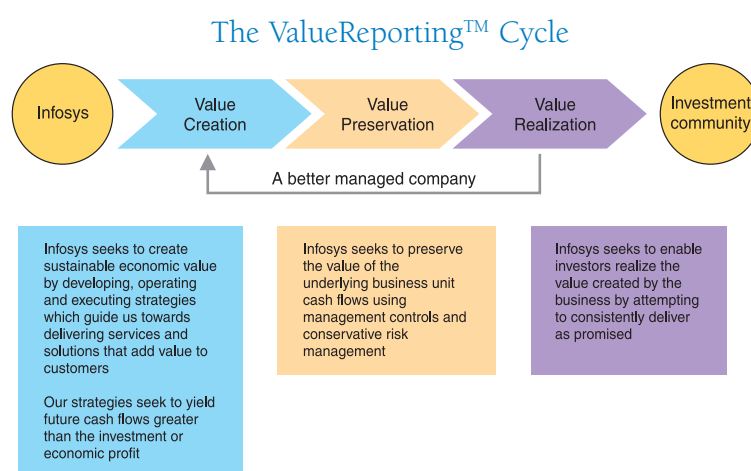 The ValueReporting™ Cycle
Infosys
Value
Creation
Value
Preservation
Value
Realization
Investment
community
A better managed company
Infosys seeks to create
sustainable economic value
by developing, operating
and executing strategies
which guide us towards
delivering services and
solutions that add value to
customers
Our strategies seek to yield
future cash flows greater
than the investment or
economic profit
Infosys seeks to preserve
the value of the
underlying business unit
cash flows using
management controls and
conservative risk
management
Infosys seeks to enable
investors realize the
value created by the
business by attempting
to consistently deliver
as promised